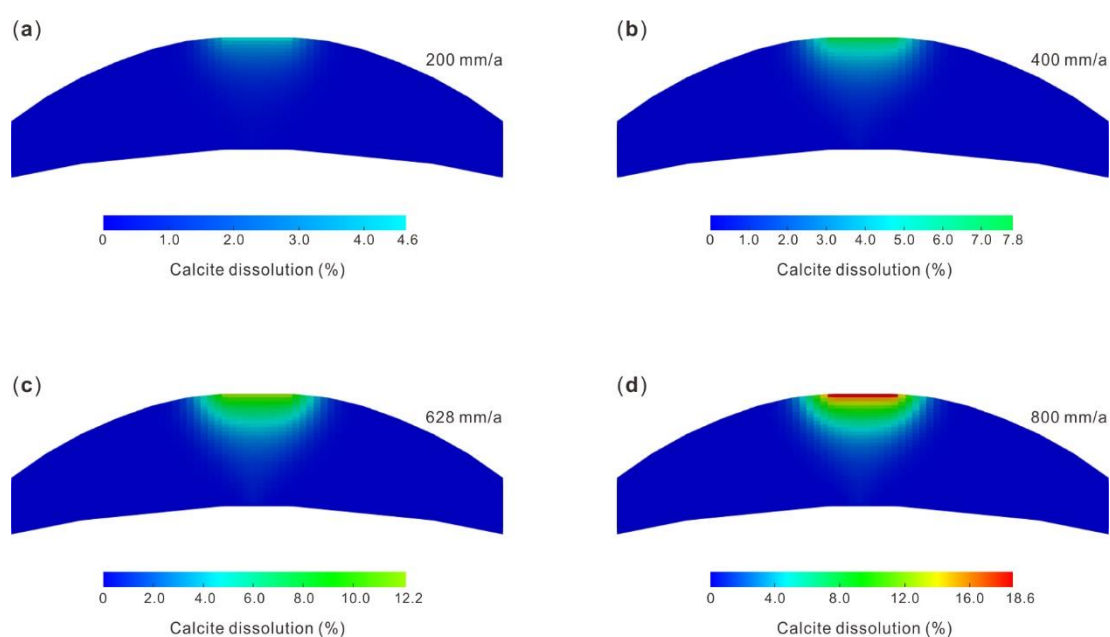 (a)
200 mm/a
0 1.0 2.0 3.0 4.0 4.6
Calcite dissolution (%)
(b)
400 mm/a
0 1.0 2.0 3.0 4.0 5.0 6.0 7.0 7.8
Calcite dissolution (%)
(c)
628 mm/a
0 2.0 4.0 6.0 8.0 10.0 12.2
Calcite dissolution (%)
(d)
800 mm/a
0 4.0 8.0 12.0 16.0 18.6
Calcite dissolution (%)